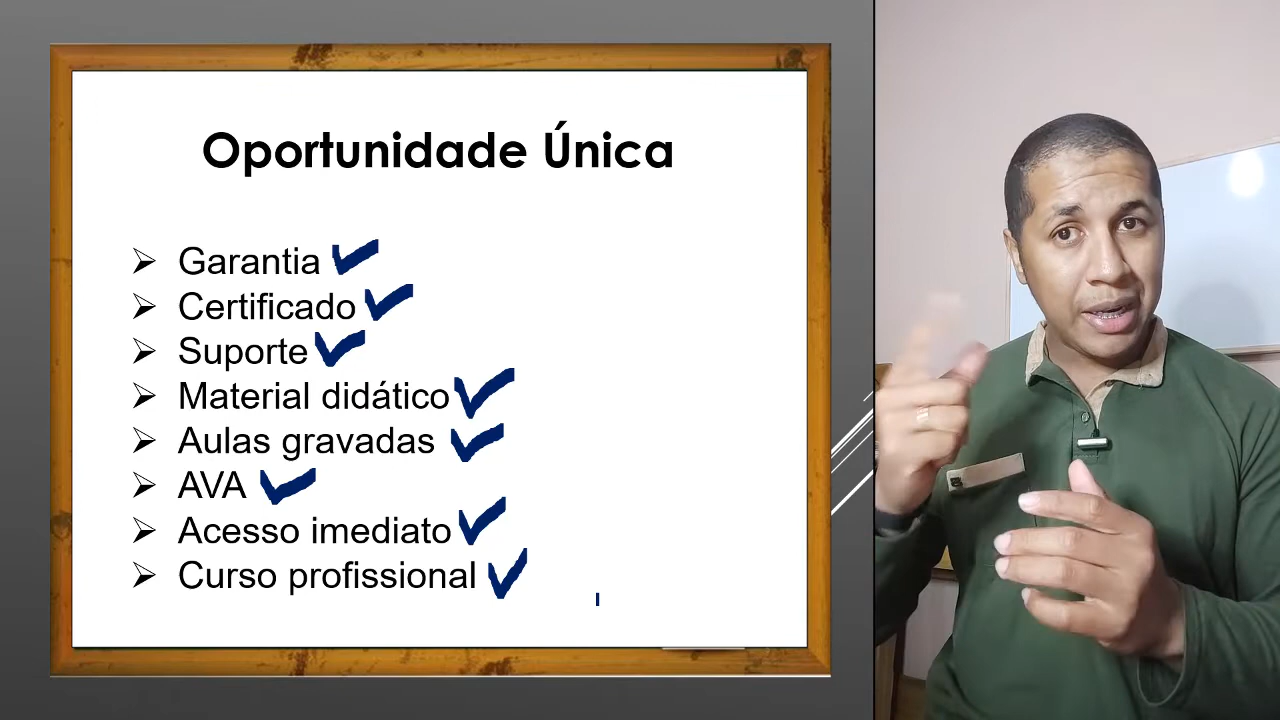 Oportunidade Única
Garantia
Certificado
Suporte
Material didático
Aulas gravadas
AVA
Acesso imediato
Curso profissional